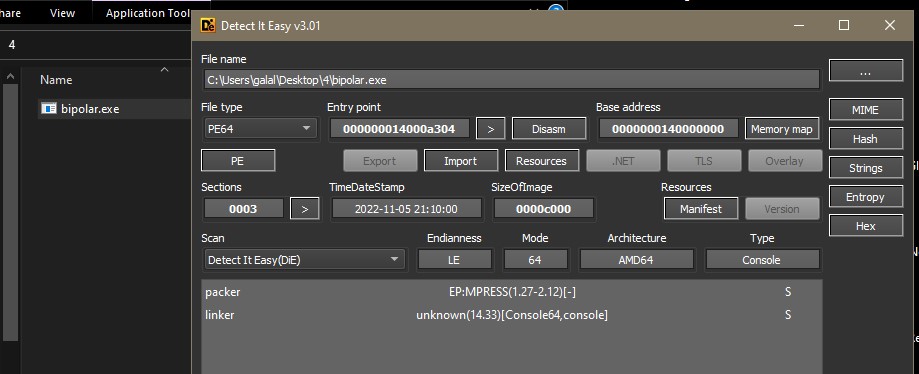 hare View Application Tool
Detect It Easy v3.01
4
Name
bipolar.exe
File name
C:\Users\galal\Desktop\4\bipolar.exe
...
File type Entry point Base address
PE64 000000014000a304 > Disasm 0000000140000000 Memory map
MIME
PE Export Import Resources .NET TLS Overlay
Hash
Strings
Sections TimeDateStamp SizeOfImage Resources
0003 > 2022-11-05 21:10:00 0000c000 Manifest Version
Entropy
Hex
Scan Endianness Mode Architecture Type
Detect It Easy(DiE) LE 64 AMD64 Console
packer EP:MPRESS(1.27-2.12)[-] S
linker unknown(14.33)[Console64,console] S